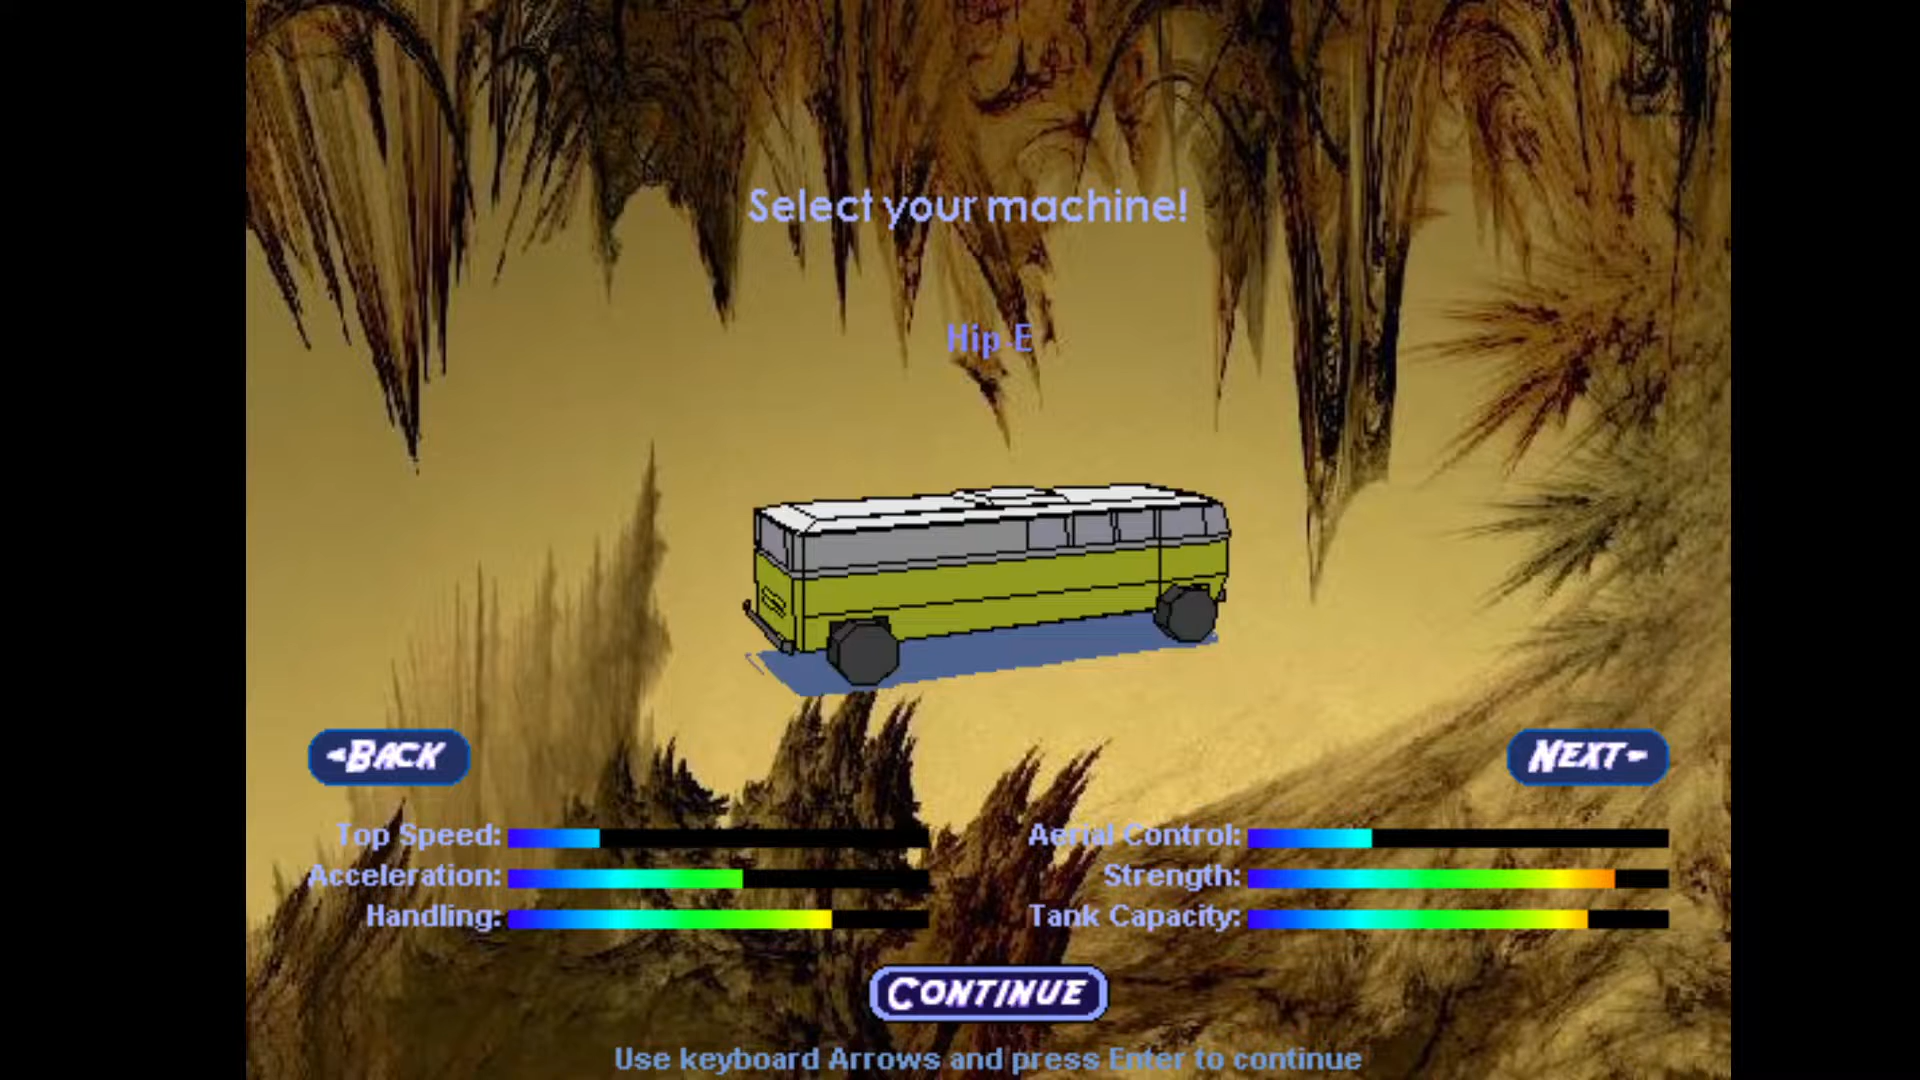 Select your machine!
Hip-E
BACK
NEXT
Top Speed:
Aerial Control:
Acceleration:
Strength:
Handling:
Tank Capacity:
CONTINUE
Use keyboard Arrows and press Enter to continue